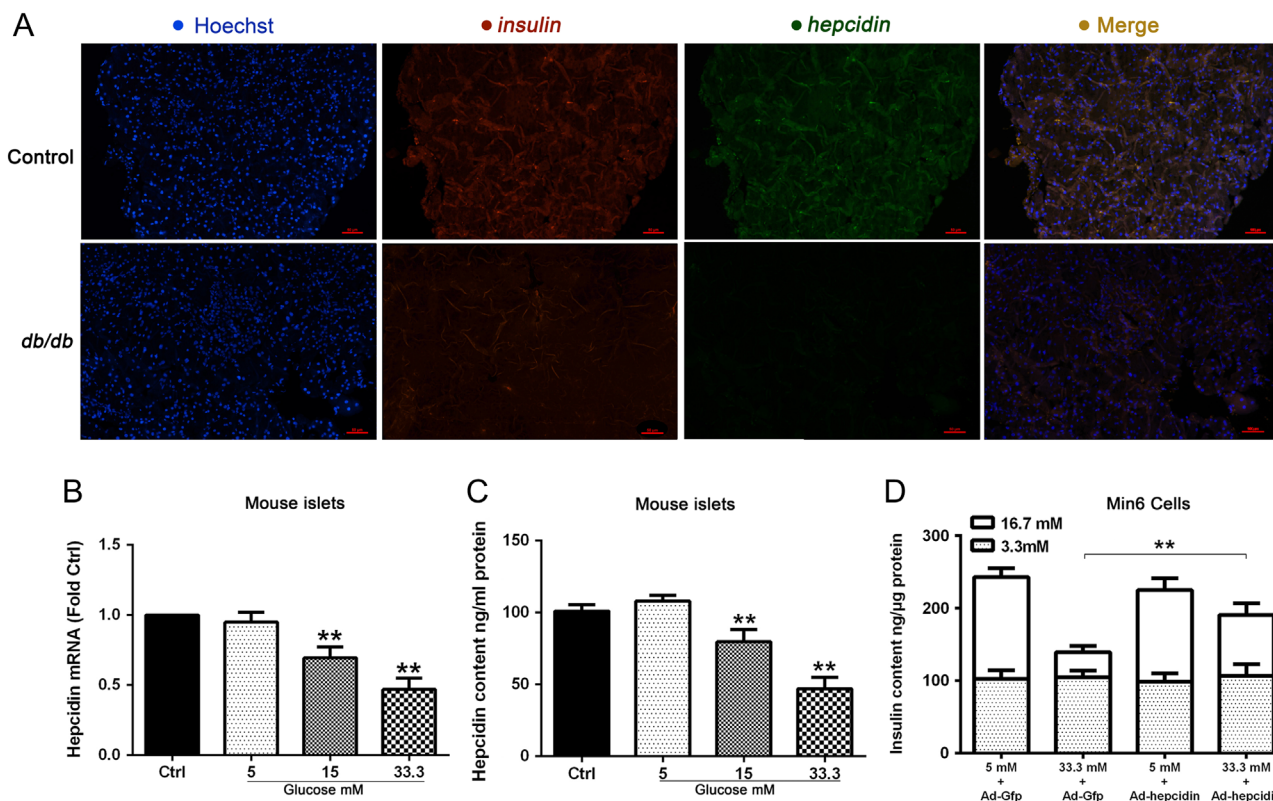 A
Hoechst
insulin
hepcidin
Merge
Control
db/db
B
Mouse islets
Hepcidin mRNA (Fold Ctrl)
1.5
1.0
0.5
0.0
**
**
Ctrl
5
15
33.3
Glucose mM
C
Mouse islets
Hepcidin content ng/ml protein
150
100
50
0
**
**
Ctrl
5
15
33.3
Glucose mM
D
Min6 Cells
16.7 mM
3.3mM
Insulin content ng/µg protein
300
200
100
0
**
5 mM
+
Ad-Gfp
33.3 mM
+
Ad-Gfp
5 mM
+
Ad-hepcidin
33.3 mM
+
Ad-hepcidin